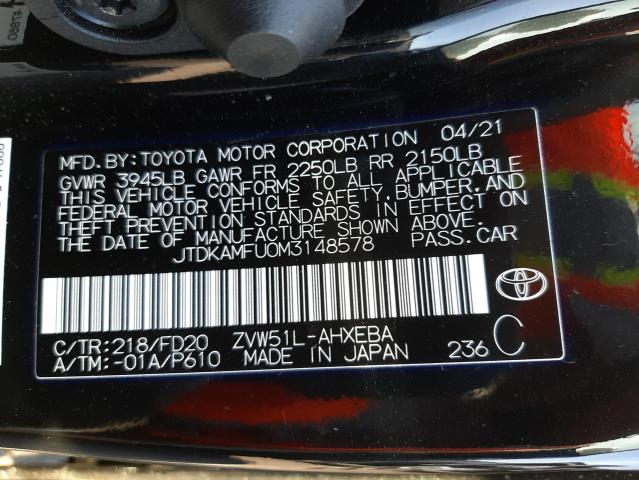 MFD. BY: TOYOTA MOTOR CORPORATION 04/21
GVWR 3945LB GAWR FR 2250LB RR 2150LB
THIS VEHICLE CONFORMS TO ALL APPLICABLE
FEDERAL MOTOR VEHICLE SAFETY, BUMPER, AND
THEFT PREVENTION STANDARDS IN EFFECT ON
THE DATE OF MANUFACTURE SHOWN ABOVE.
JTDKAMFU0M3148578 PASS. CAR
C/TR: 218/FD20 ZVW51L-AHXEBA
A/TM: -01A/P610 MADE IN JAPAN 236 C